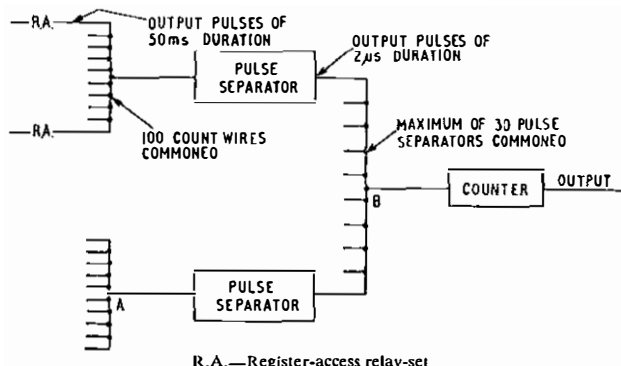 R.A.
OUTPUT PULSES OF
50ms DURATION
OUTPUT PULSES OF
2µs DURATION
PULSE
SEPARATOR
R.A.
100 COUNT WIRES
COMMONED
MAXIMUM OF 30 PULSE
SEPARATORS COMMONED
B
COUNTER
OUTPUT
A
PULSE
SEPARATOR
R.A.—Register-access relay-set